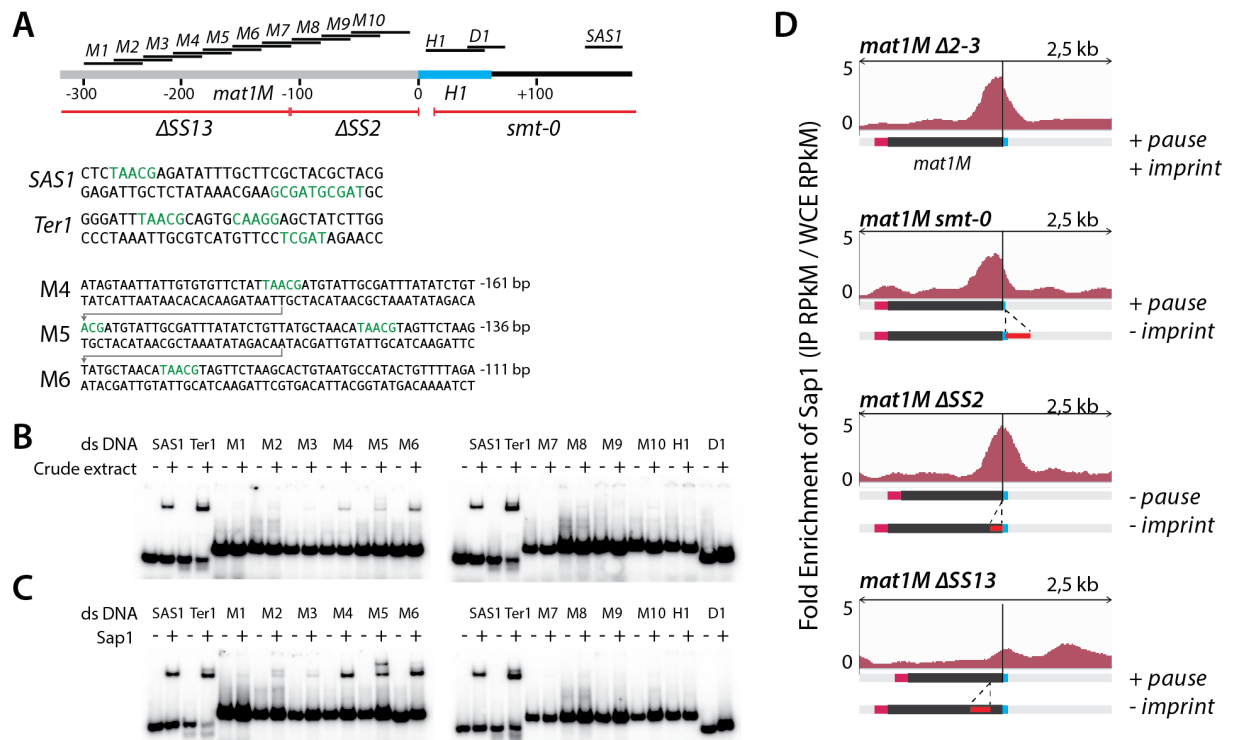 A
M1 M2 M3 M4 M5 M6 M7 M8 M9 M10 H1 D1 SAS1
-300 -200 mat1M -100 0 H1 +100
ΔSS13 ΔSS2 smt-0
SAS1
CTCTAACGAGATATTTGCTTCGCTACGCTACG
GAGATTGCTCTATAAACGAAGCGATGCGATGC
Ter1
GGGATTTAACGCAGTGCAAGGAGCTATCTTGG
CCCTAAATTGCGTCATGTTCCTCGATAGAACC
M4
ATAGTAATTATTGTGTGTTCTATTAACGATGTATTGCGATTTATATCTGT -161 bp
TATCATTAATAACACACAAGATAATTGCTACATAACGCTAAATATAGACA
M5
ACGATGTATTGCGATTTATATCTGTTATGCTAACATAACGTAGTTCTAAG -136 bp
TGCTACATAACGCTAAATATAGACAATACGATTGTATTGCATCAAGATTC
M6
TATGCTAACATAACGTAGTTCTAAGCACTGTAATGCCATACTGTTTTAGA -111 bp
ATACGATTGTATTGCATCAAGATTCGTGACATTACGGTATGACAAAATCT
B
ds DNA SAS1 Ter1 M1 M2 M3 M4 M5 M6 SAS1 Ter1 M7 M8 M9 M10 H1 D1
Crude extract - + - + - + - + - + - + - + - + - + - + - + - + - + - + - + - +
C
ds DNA SAS1 Ter1 M1 M2 M3 M4 M5 M6 SAS1 Ter1 M7 M8 M9 M10 H1 D1
Sap1 - + - + - + - + - + - + - + - + - + - + - + - + - + - + - + - +
D
Fold Enrichment of Sap1 (IP RPkM / WCE RPkM)
mat1M Δ2-3 2,5 kb
5
0
mat1M
+ pause
+ imprint
mat1M smt-0 2,5 kb
5
0
+ pause
- imprint
mat1M ΔSS2 2,5 kb
5
0
- pause
- imprint
mat1M ΔSS13 2,5 kb
5
0
+ pause
- imprint